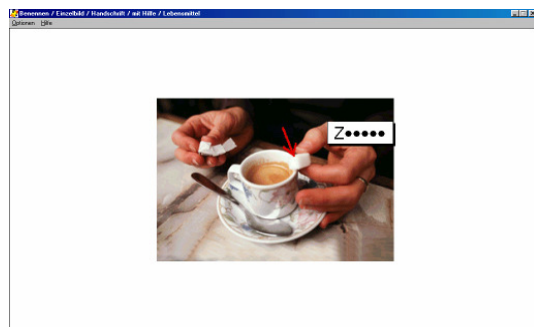 Benennen / Einzelbild / Handschrift / mit Hilfe / Lebensmittel
Optionen Hilfe
Z•••••